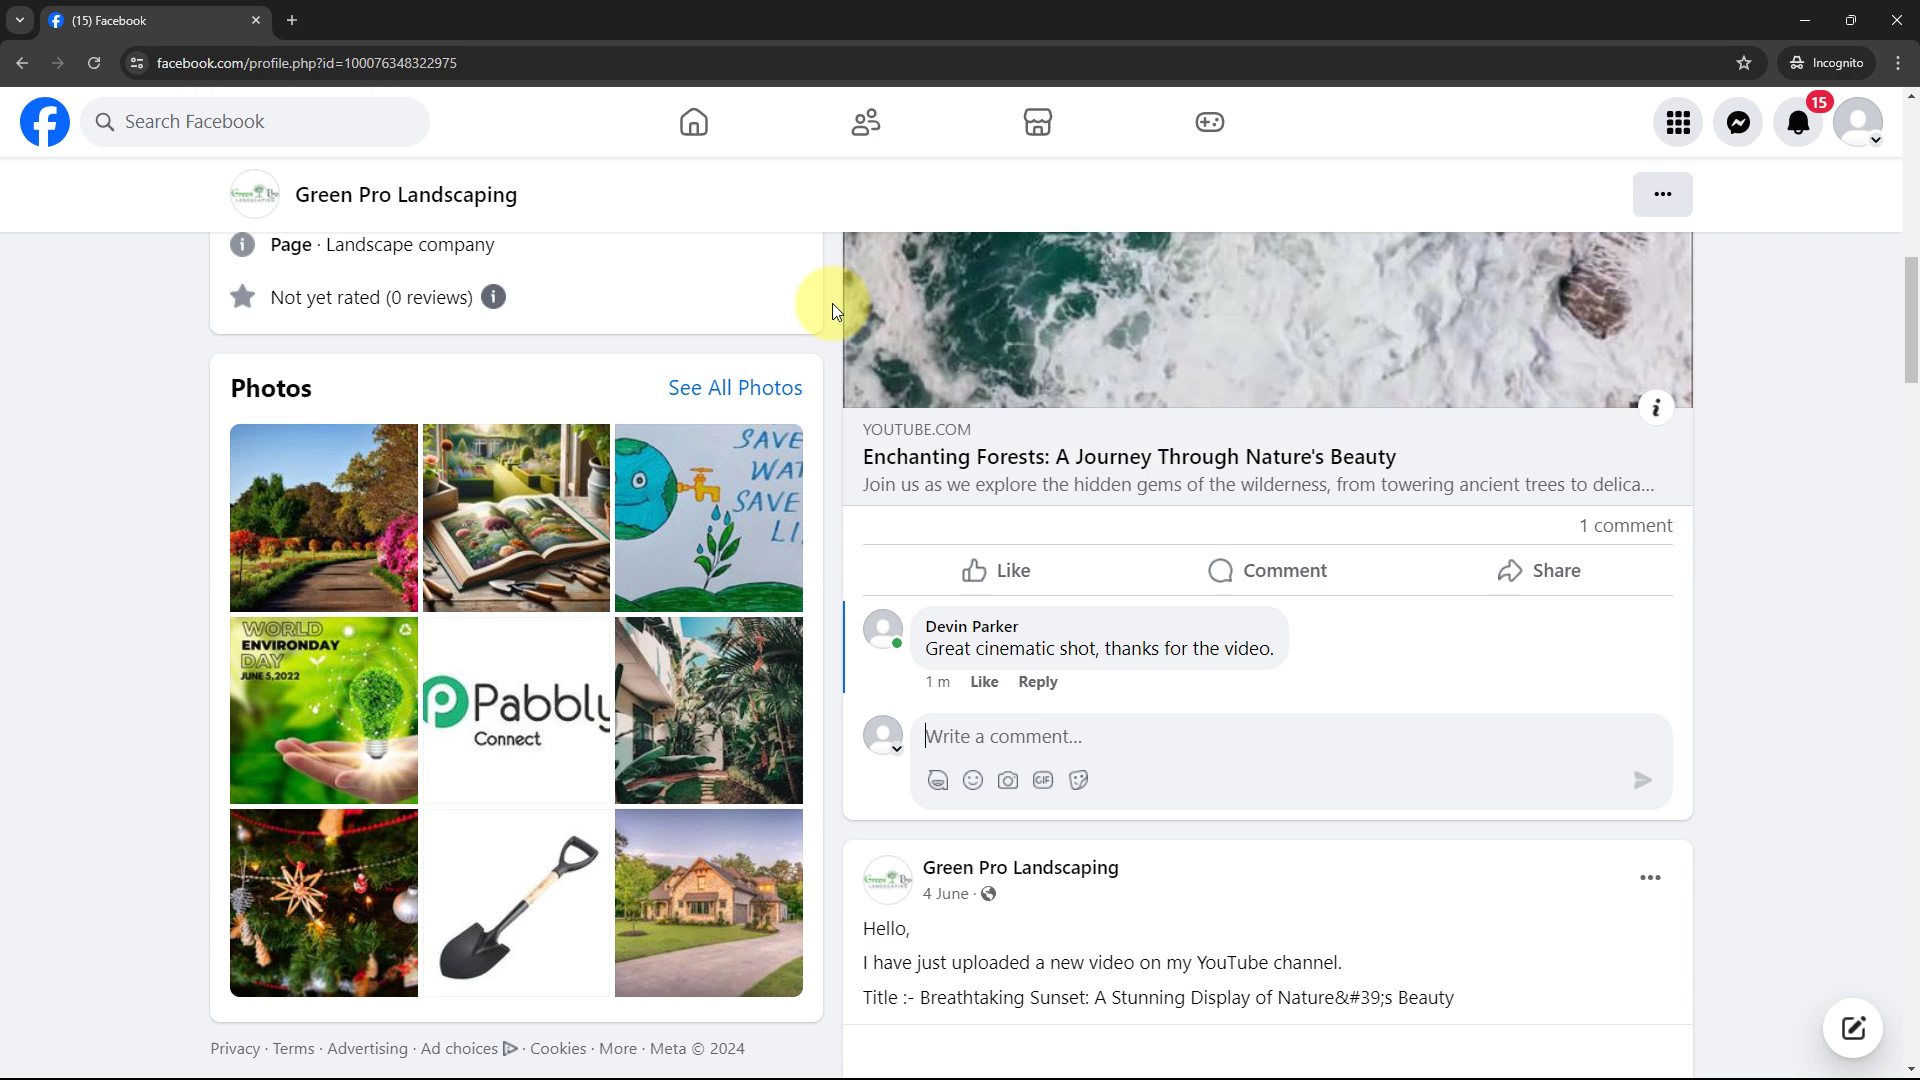 (15) Facebook
facebook.com/profile.php?id=100076348322975
Incognito
Search Facebook
15
Green Pro Landscaping
Page · Landscape company
Not yet rated (0 reviews)
Photos
See All Photos
SAVE
WAT
SAVE
LI
WORLD
ENVIRONDAY
DAY
JUNE 5,2022
Pabbly
Connect
Privacy · Terms · Advertising · Ad choices · Cookies · More · Meta © 2024
YOUTUBE.COM
Enchanting Forests: A Journey Through Nature's Beauty
Join us as we explore the hidden gems of the wilderness, from towering ancient trees to delica...
1 comment
Like
Comment
Share
Devin Parker
Great cinematic shot, thanks for the video.
1 m Like Reply
Write a comment...
GIF
Green Pro Landscaping
4 June ·
Hello,
I have just uploaded a new video on my YouTube channel.
Title :- Breathtaking Sunset: A Stunning Display of Nature&#39;s Beauty